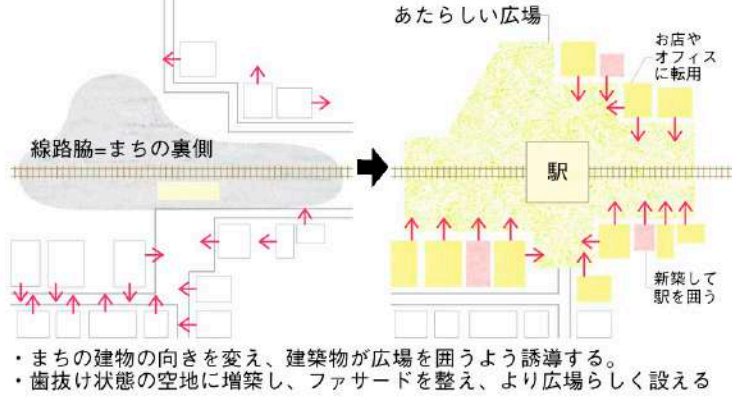 あたらしい広場
お店や
オフィス
に転用
線路脇=まちの裏側
駅
新築して
駅を囲う
・まちの建物の向きを変え、建築物が広場を囲うよう誘導する。
・歯抜け状態の空地に増築し、ファサードを整え、より広場らしく設える